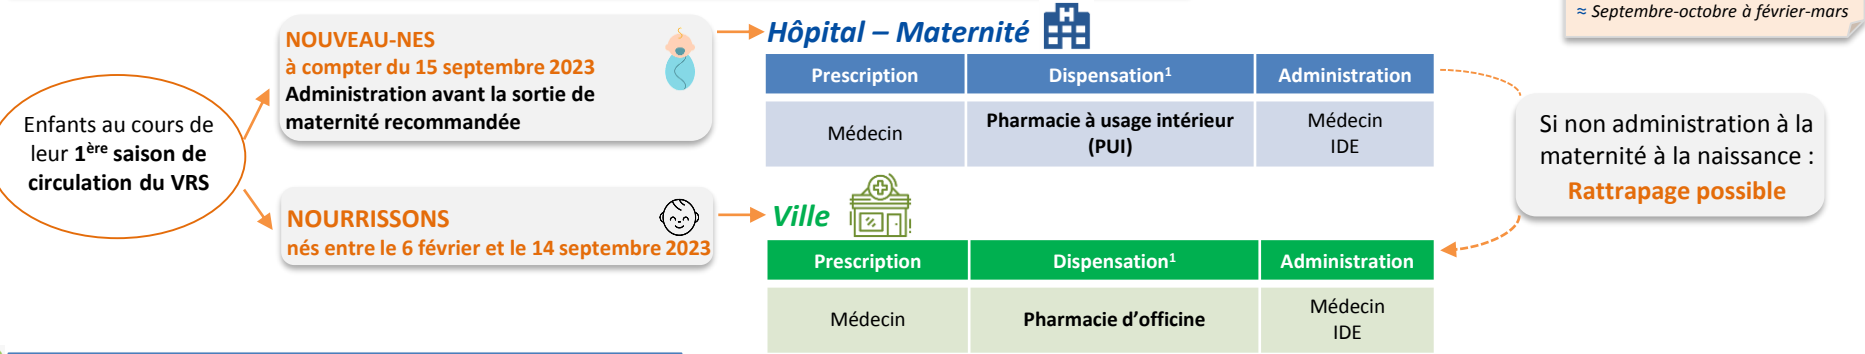 ≈ Septembre-octobre à février-mars
Enfants au cours de
leur 1ère saison de
circulation du VRS
NOUVEAU-NES
à compter du 15 septembre 2023
Administration avant la sortie de
maternité recommandée
NOURRISSONS
nés entre le 6 février et le 14 septembre 2023
Hôpital – Maternité
H
Prescription Dispensation1 Administration
Médecin Pharmacie à usage intérieur (PUI) Médecin IDE
Ville
Prescription Dispensation1 Administration
Médecin Pharmacie d'officine Médecin IDE
Si non administration à la
maternité à la naissance :
Rattrapage possible